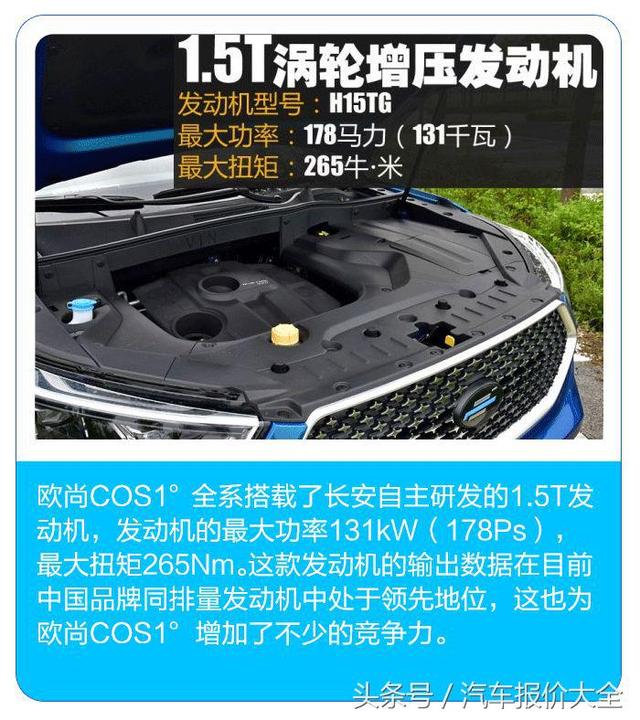 1.5T涡轮增压发动机
发动机型号：H15TG
最大功率：178马力（131千瓦）
最大扭矩：265牛·米
VIN
欧尚COS1°全系搭载了长安自主研发的1.5T发
动机，发动机的最大功率131kW（178Ps），
最大扭矩265Nm。这款发动机的输出数据在目前
中国品牌同排量发动机中处于领先地位，这也为
欧尚COS1°增加了不少的竞争力。
头条号／汽车报价大全